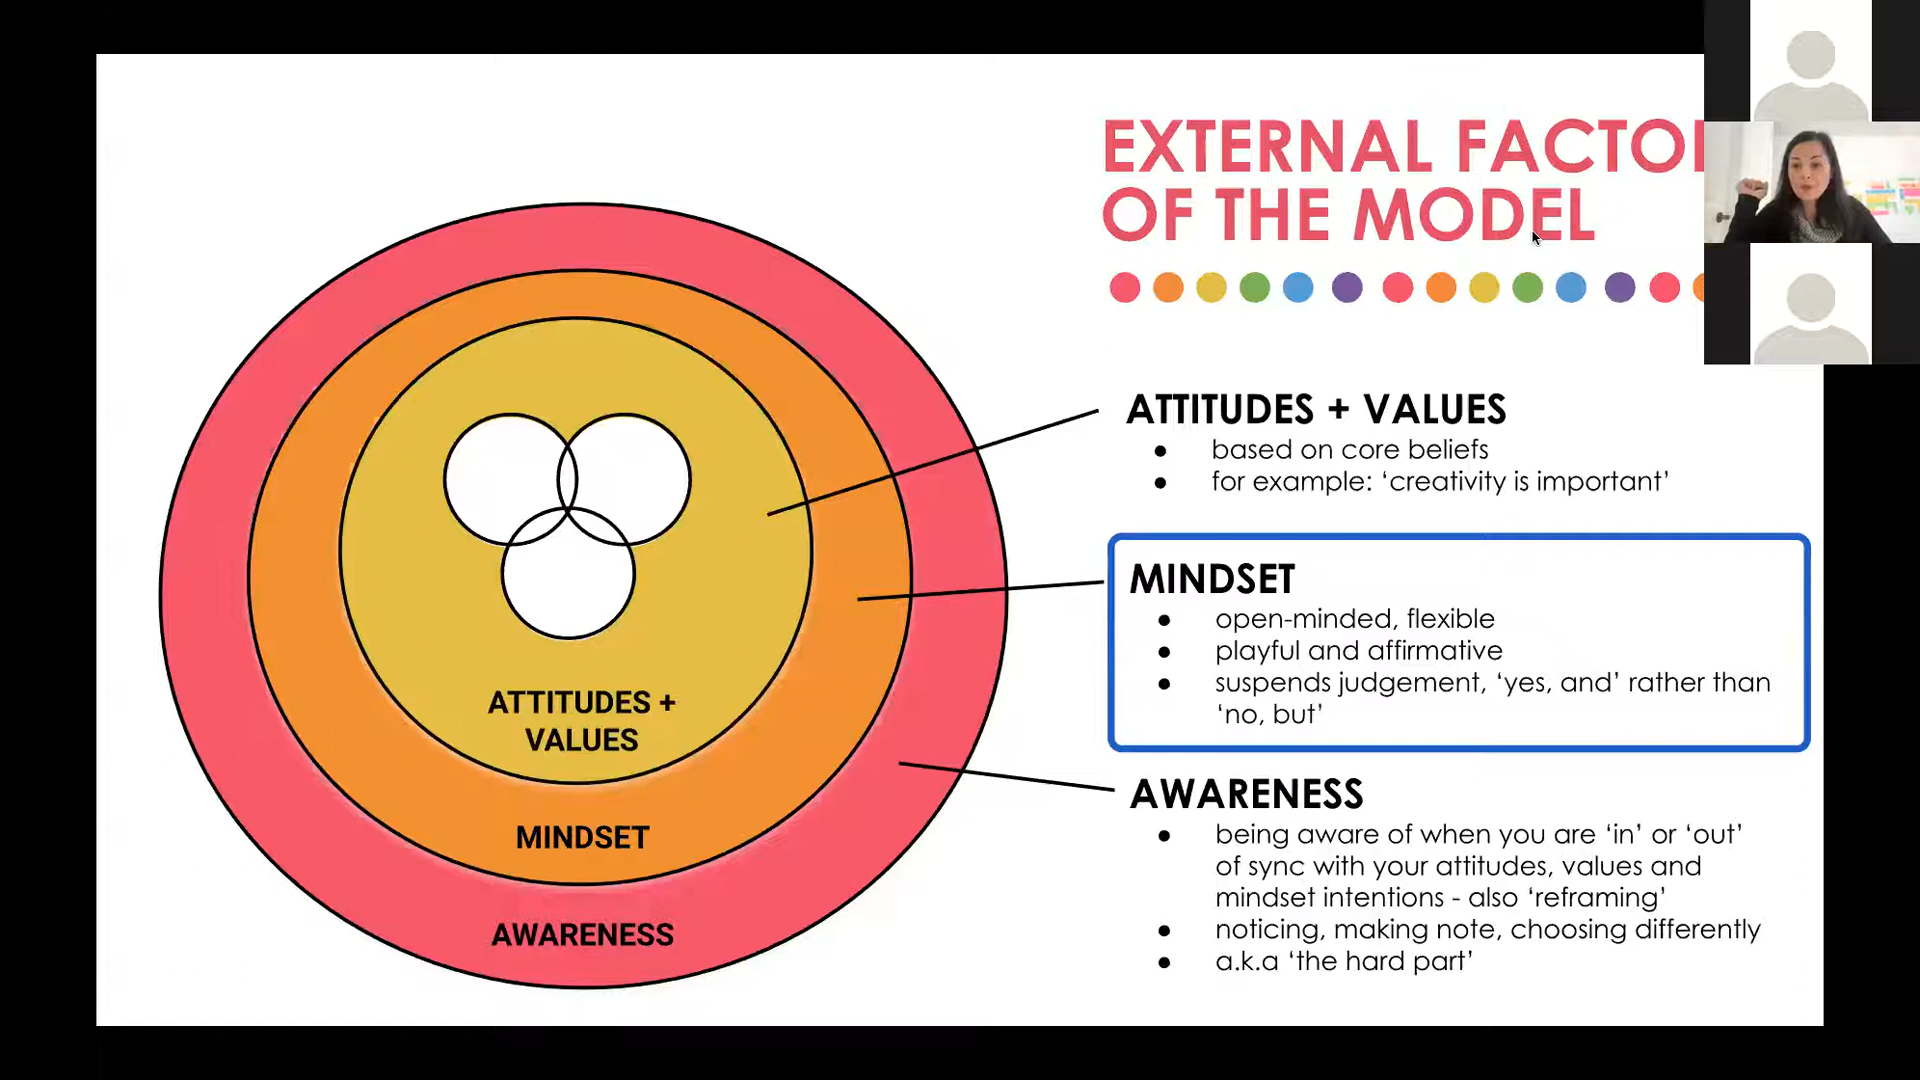 EXTERNAL FACTO
OF THE MODEL
ATTITUDES + VALUES
● based on core beliefs
● for example: ‘creativity is important’
MINDSET
● open-minded, flexible
● playful and affirmative
● suspends judgement, ‘yes, and’ rather than
‘no, but’
AWARENESS
● being aware of when you are ‘in’ or ‘out’
of sync with your attitudes, values and
mindset intentions - also ‘reframing’
● noticing, making note, choosing differently
● a.k.a ‘the hard part’
ATTITUDES +
VALUES
MINDSET
AWARENESS